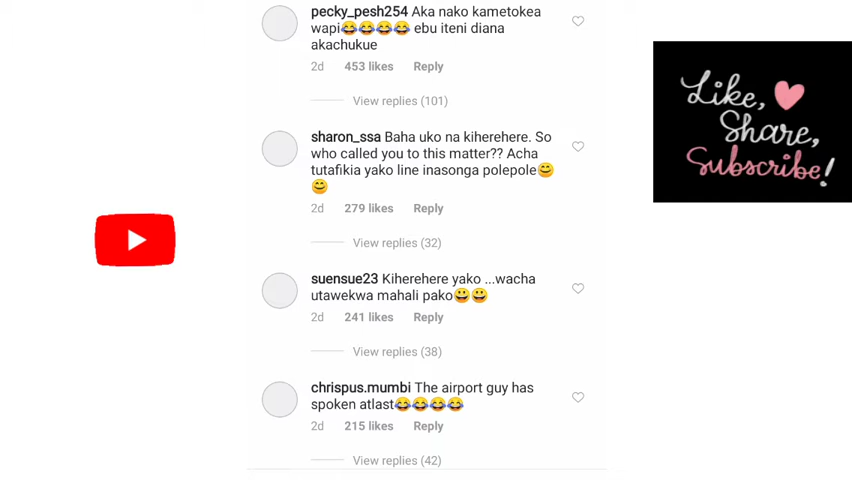 pecky_pesh254 Aka nako kametokea
wapi😂😂😂😂 ebu iteni diana
akachukue
2d 453 likes Reply
View replies (101)
sharon_ssa Baha uko na kiherehere. So
who called you to this matter?? Acha
tutafikia yako line inasonga polepole😊
😊
2d 279 likes Reply
View replies (32)
suensue23 Kiherehere yako ...wacha
utawekwa mahali pako😀😀
2d 241 likes Reply
View replies (38)
chrispus.mumbi The airport guy has
spoken atlast😂😂😂😂
2d 215 likes Reply
View replies (42)
Like,
Share,
Subscribe!